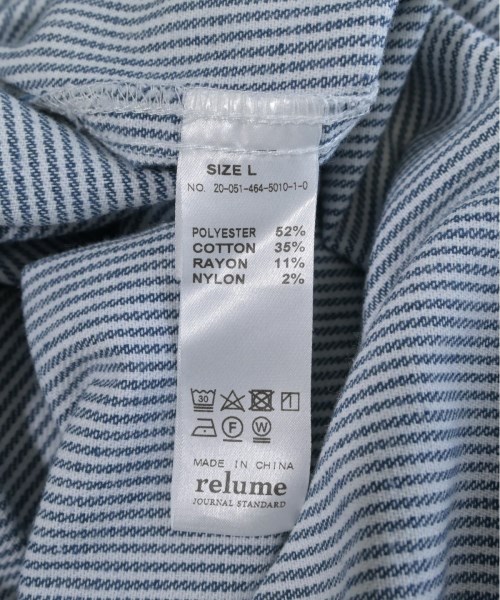 SIZE L
NO. 20-051-464-5010-1-0
POLYESTER 52%
COTTON 35%
RAYON 11%
NYLON 2%
30
F W
MADE IN CHINA
relume
JOURNAL STANDARD